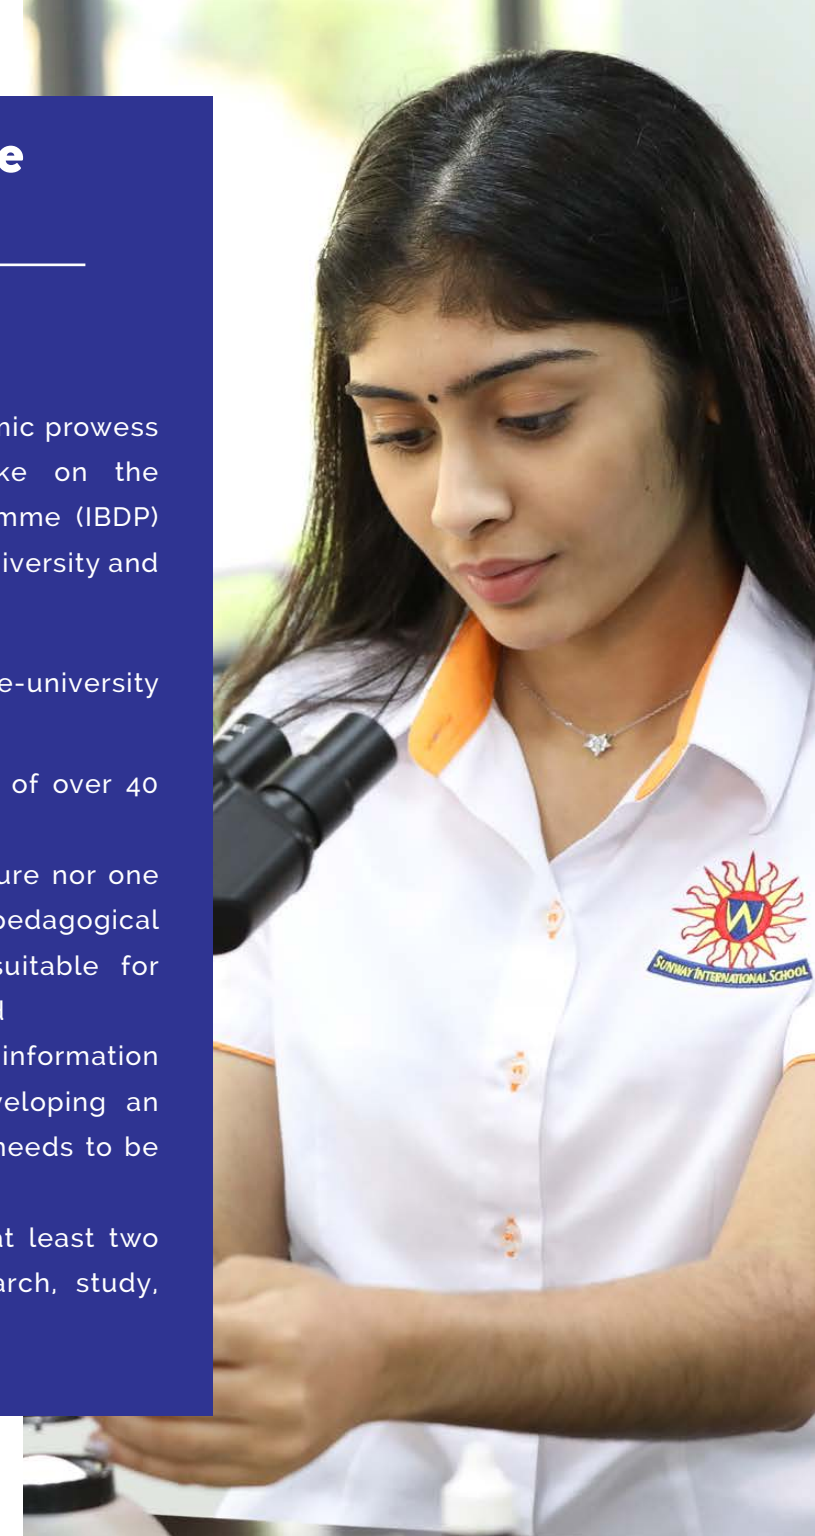 e
nic prowess
ke on the
mme (IBDP)
iversity and
e-university
of over 40
ure nor one
pedagogical
suitable for
d
information
veloping an
needs to be
at least two
arch, study,
W
SUNWAY INTERNATIONAL SCHOOL